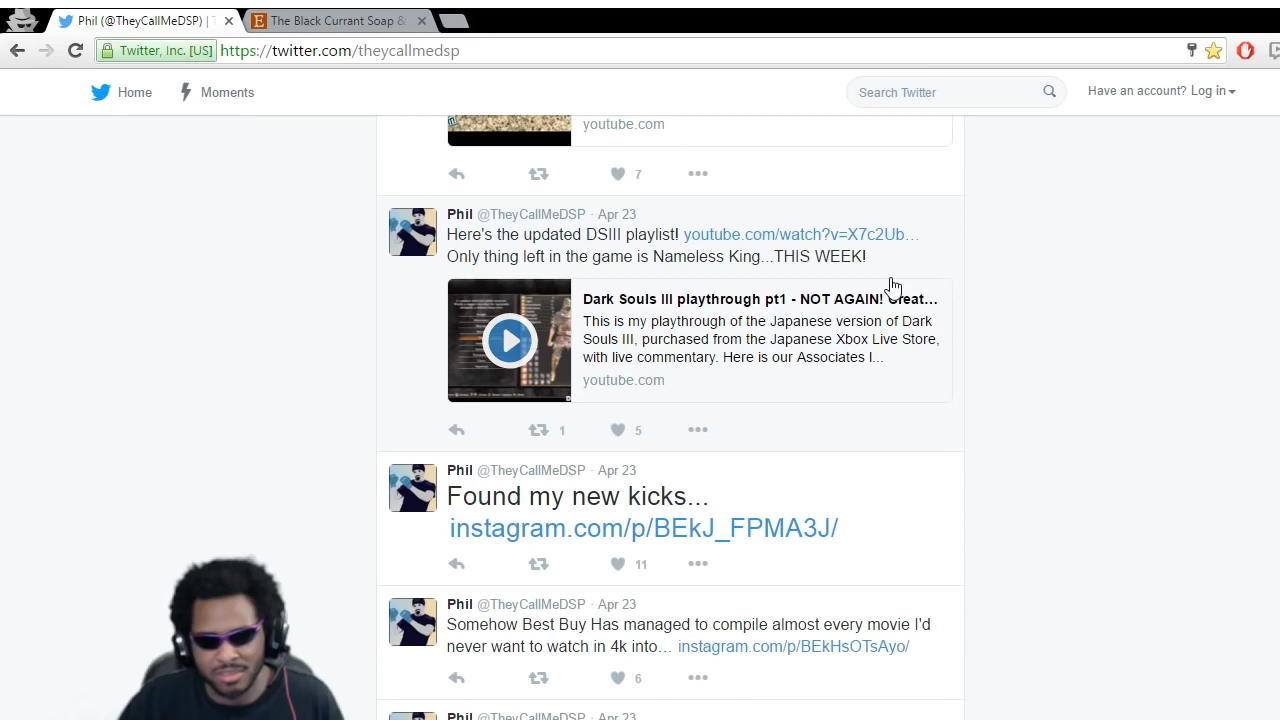 Phil (@TheyCallMeDSP) |
The Black Currant Soap &
Twitter, Inc. [US]
https://twitter.com/theycallmedsp
Home
Moments
Search Twitter
Have an account? Log in
youtube.com
7
Phil @TheyCallMeDSP · Apr 23
Here's the updated DSIII playlist! youtube.com/watch?v=X7c2Ub…
Only thing left in the game is Nameless King...THIS WEEK!
Dark Souls III playthrough pt1 - NOT AGAIN! Creat...
This is my playthrough of the Japanese version of Dark
Souls III, purchased from the Japanese Xbox Live Store,
with live commentary. Here is our Associates l...
youtube.com
1
5
Phil @TheyCallMeDSP · Apr 23
Found my new kicks...
instagram.com/p/BEkJ_FPMA3J/
11
Phil @TheyCallMeDSP · Apr 23
Somehow Best Buy Has managed to compile almost every movie I'd
never want to watch in 4k into… instagram.com/p/BEkHsOTsAyo/
6
Phil @TheyCallMeDSP · Apr 23